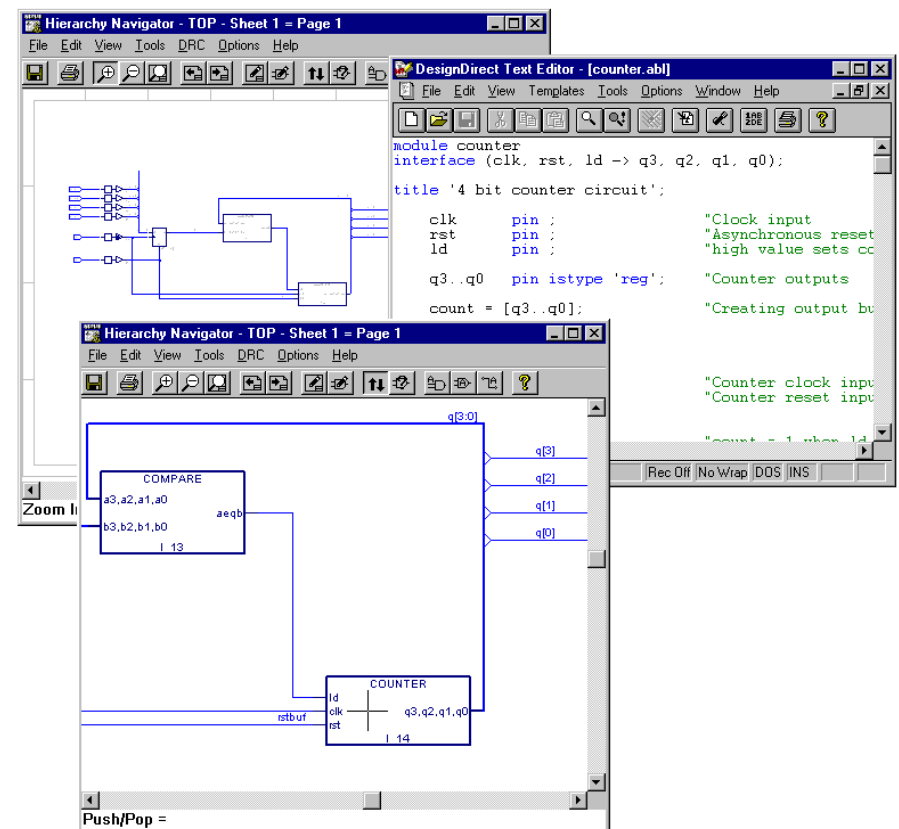 Hierarchy Navigator - TOP - Sheet 1 = Page 1
File Edit View Tools DRC Options Help
Zoom
DesignDirect Text Editor - [counter.abl]
File Edit View Templates Tools Options Window Help
module counter
interface (clk, rst, ld -> q3, q2, q1, q0);
title '4 bit counter circuit';
clk pin ; "Clock input
rst pin ; "Asynchronous reset
ld pin ; "high value sets co
q3..q0 pin istype 'reg'; "Counter outputs
count = [q3..q0]; "Creating output bu
"Counter clock inpu
"Counter reset inpu
"count = 1 when ld
Rec Off No Wrap DOS INS
Hierarchy Navigator - TOP - Sheet 1 = Page 1
File Edit View Tools DRC Options Help
q[3:0]
q[3]
q[2]
q[1]
q[0]
COMPARE
a3,a2,a1,a0
aeqb
b3,b2,b1,b0
I_13
COUNTER
ld
clk q3,q2,q1,q0
rstbuf
rst
I_14
Push/Pop =